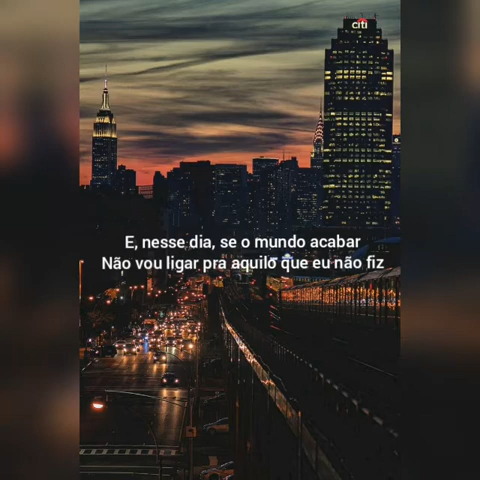 citi
E, nesse dia, se o mundo acabar
Não vou ligar pra aquilo que eu não fiz